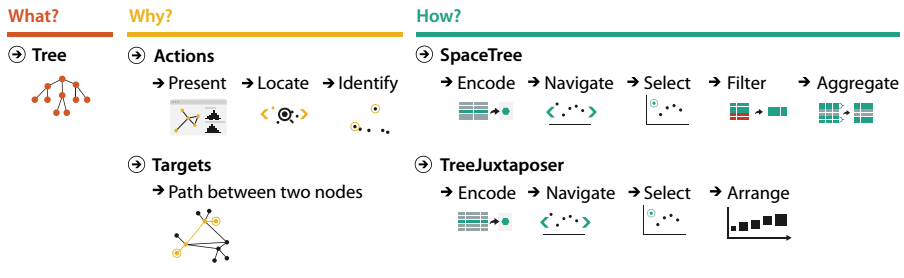 What?
Why?
How?
Tree
Actions
Present
Locate
Identify
Targets
Path between two nodes
SpaceTree
Encode
Navigate
Select
Filter
Aggregate
TreeJuxtaposer
Encode
Navigate
Select
Arrange